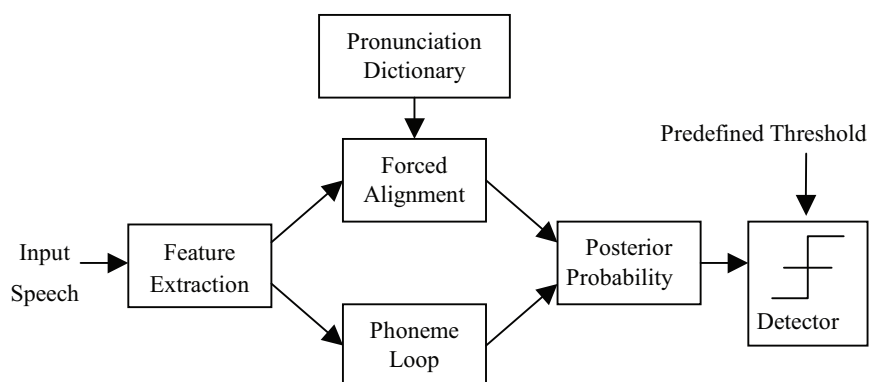 Pronunciation
Dictionary
Predefined Threshold
Forced
Alignment
Input
Speech
Feature
Extraction
Posterior
Probability
Detector
Phoneme
Loop